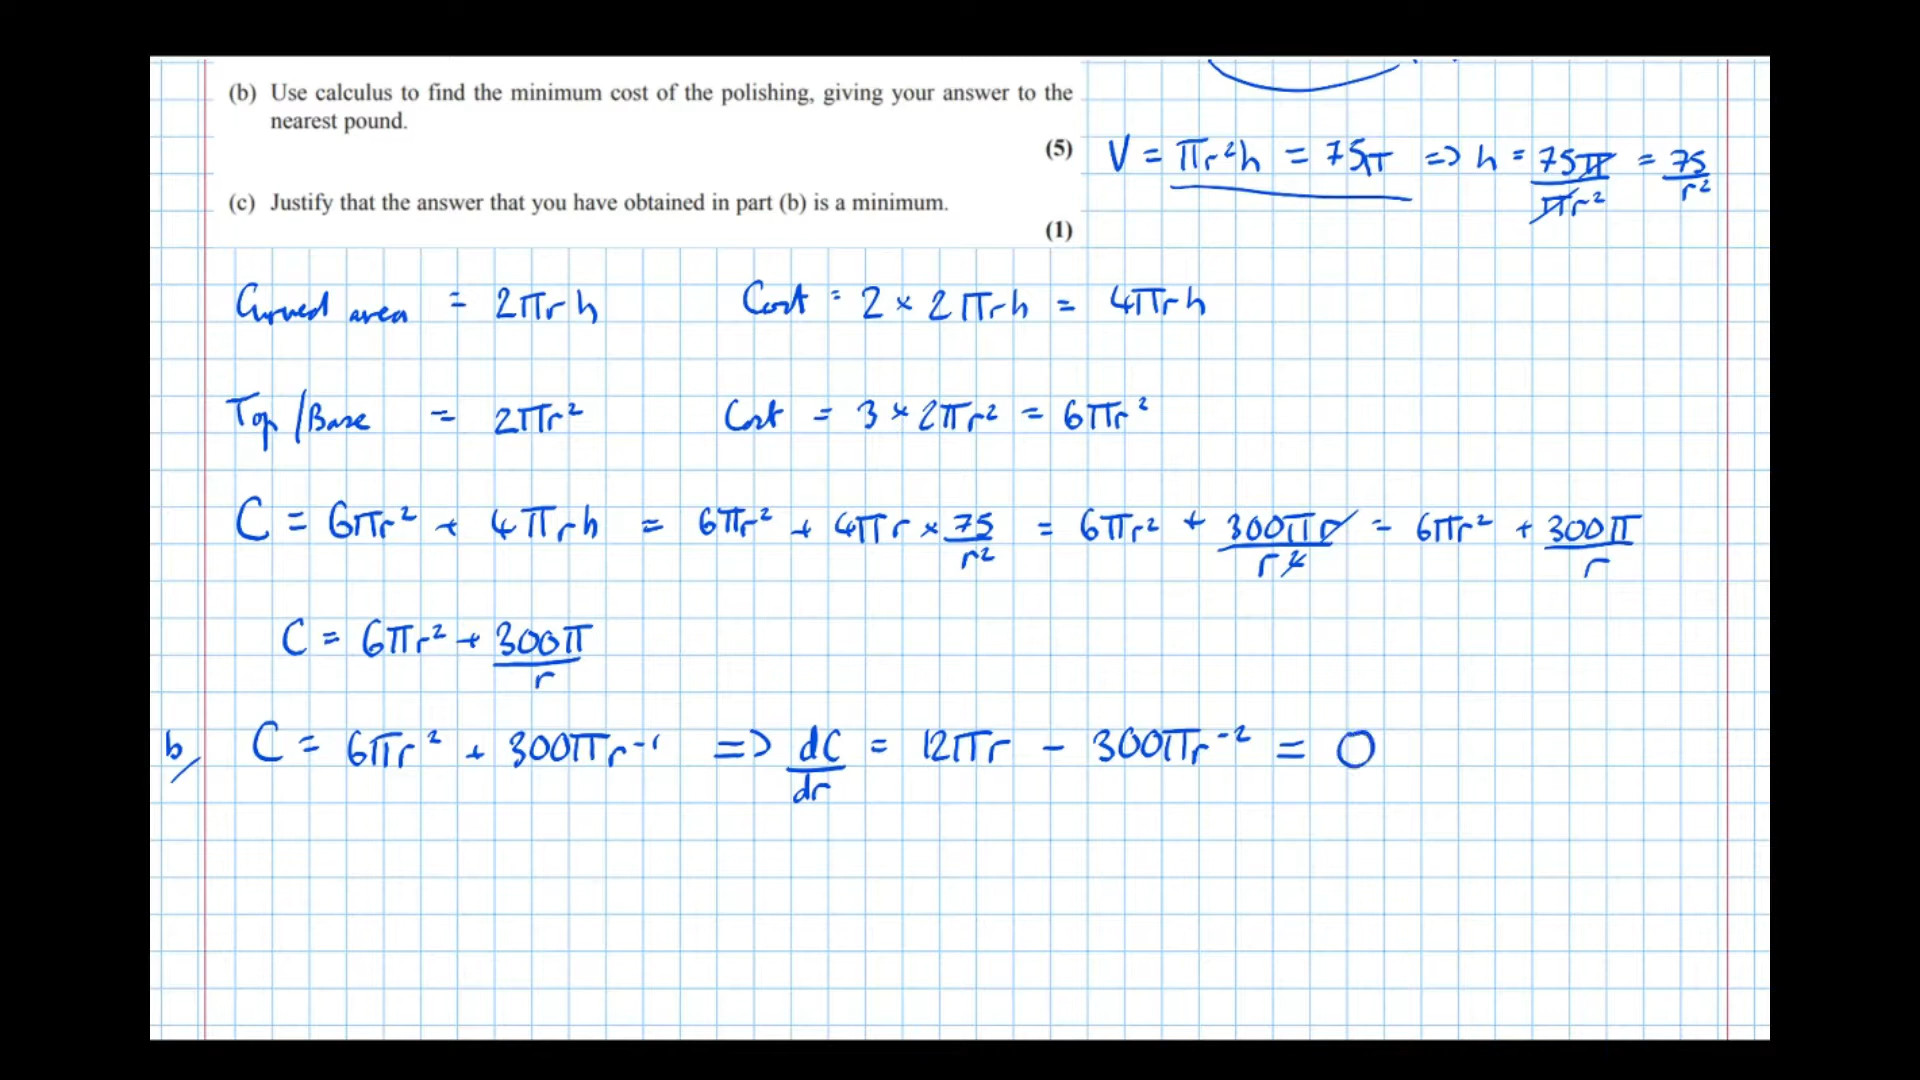 (b) Use calculus to find the minimum cost of the polishing, giving your answer to the
nearest pound.
(5)
V = πr²h = 75π => h = 75π/πr² = 75/r²
(c) Justify that the answer that you have obtained in part (b) is a minimum.
(1)
Curved area = 2πrh Cost = 2 × 2πrh = 4πrh
Top/Base = 2πr² Cost = 3 × 2πr² = 6πr²
C = 6πr² + 4πrh = 6πr² + 4πr × 75/r² = 6πr² + 300πr/r² = 6πr² + 300π/r
C = 6πr² + 300π/r
b/ C = 6πr² + 300πr⁻¹ => dC/dr = 12πr - 300πr⁻² = 0